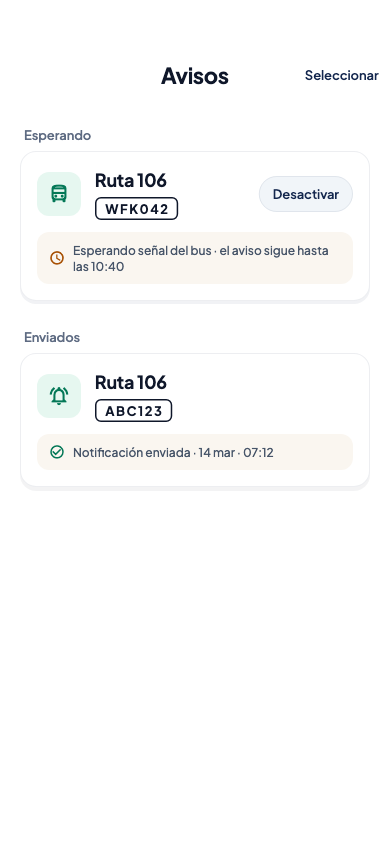 Avisos
Seleccionar
Esperando
Ruta 106
WFK042
Desactivar
Esperando señal del bus · el aviso sigue hasta
las 10:40
Enviados
Ruta 106
ABC123
Notificación enviada · 14 mar · 07:12